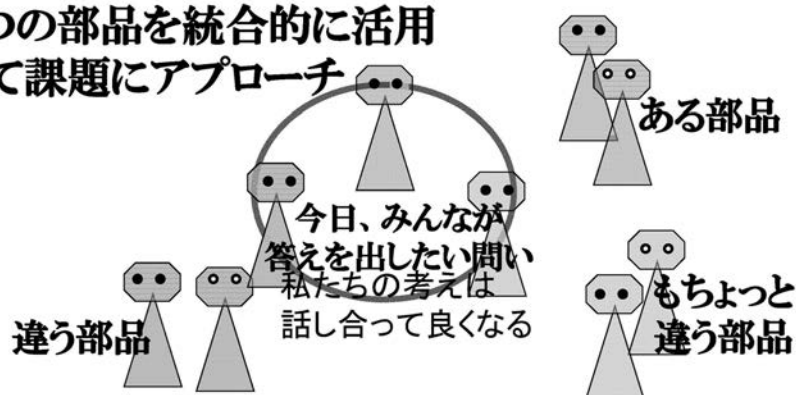 つの部品を統合的に活用
て課題にアプローチ
ある部品
今日、みんなが
答えを出したい問い
私たちの考えは
話し合って良くなる
違う部品
もちょっと
違う部品